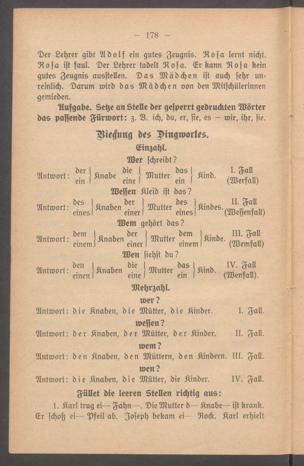 — 178 —
Der Lehrer gibt Adolf ein gutes Zeugnis. Rosa lernt nicht.
Rosa ist faul. Der Lehrer tadelt Rosa. Er kann Rosa kein
gutes Zeugnis ausstellen. Das Mädchen ist auch sehr un-
reinlich. Darum wird das Mädchen von den Mitschülerinnen
gemieden.
Aufgabe. Setze an Stelle der gesperrt gedruckten Wörter
das passende Fürwort: z. B. ich, du, er, sie, es — wie, ihr, sie.
Biegung des Dingwortes.
Einzahl.
Wer schreibt?
Antwort: der / ein } Knabe die / eine } Mutter das / ein } Kind. I. Fall (Werfall)
Wessen Kleid ist das?
Antwort: des / eines } Knaben der / einer } Mutter des / eines } Kindes. II. Fall (Wessenfall)
Wem gehört das?
Antwort: dem / einem } Knaben der / einer } Mutter dem / einem } Kinde. III. Fall (Wemfall)
Wen siehst du?
Antwort: den / einen } Knaben die / eine } Mutter das / ein } Kind. IV. Fall (Wenfall).
Mehrzahl.
wer?
Antwort: die Knaben, die Mütter, die Kinder. I. Fall.
wessen?
Antwort: der Knaben, der Mütter, der Kinder. II. Fall.
wem?
Antwort: den Knaben, den Müttern, den Kindern. III. Fall.
wen?
Antwort: die Knaben, die Mütter, die Kinder. IV. Fall.
Füllet die leeren Stellen richtig aus:
1. Karl trug ei— Fahn—. Die Mutter d— Knabe— ist krank.
Er schoß ei— Pfeil ab. Joseph bekam ei— Rock. Karl erhielt